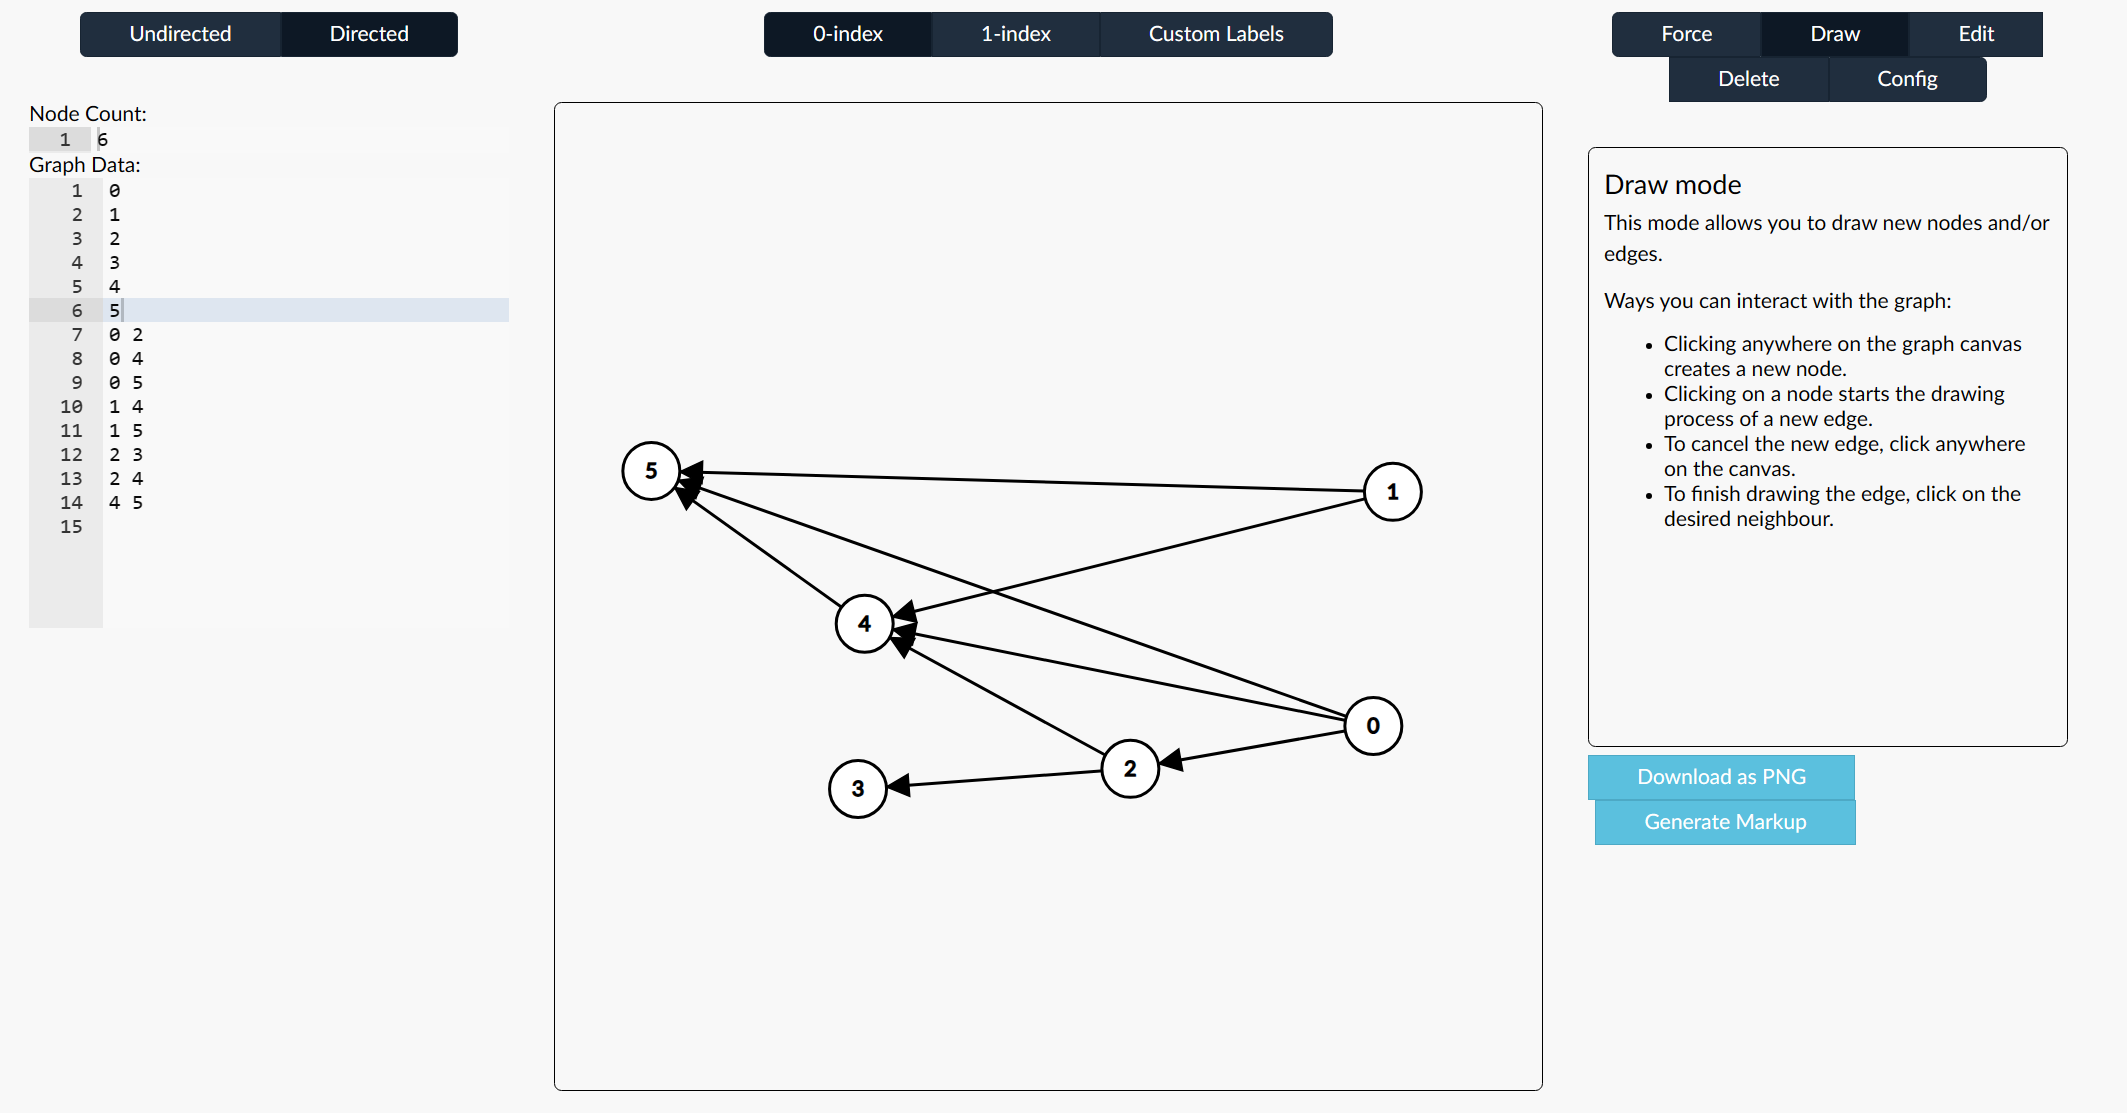 Undirected Directed
0-index 1-index Custom Labels
Force Draw Edit
Delete Config
Node Count:
1 6
Graph Data:
1 0
2 1
3 2
4 3
5 4
6 5
7 0 2
8 0 4
9 0 5
10 1 4
11 1 5
12 2 3
13 2 4
14 4 5
15
5
1
4
0
2
3
Draw mode
This mode allows you to draw new nodes and/or
edges.
Ways you can interact with the graph:
• Clicking anywhere on the graph canvas
creates a new node.
• Clicking on a node starts the drawing
process of a new edge.
• To cancel the new edge, click anywhere
on the canvas.
• To finish drawing the edge, click on the
desired neighbour.
Download as PNG
Generate Markup